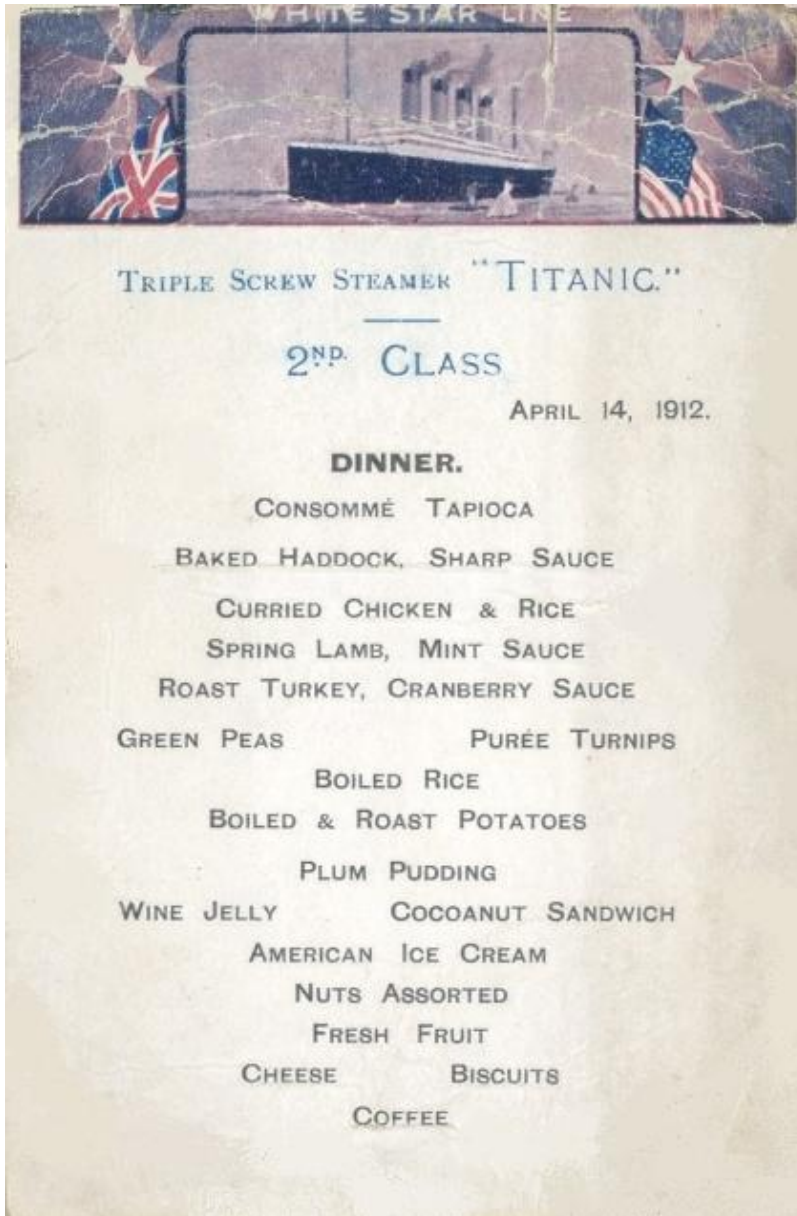 WHITE STAR LINE
TRIPLE SCREW STEAMER "TITANIC."
2ND. CLASS
APRIL 14, 1912.
DINNER.
CONSOMMÉ TAPIOCA
BAKED HADDOCK, SHARP SAUCE
CURRIED CHICKEN & RICE
SPRING LAMB, MINT SAUCE
ROAST TURKEY, CRANBERRY SAUCE
GREEN PEAS PURÉE TURNIPS
BOILED RICE
BOILED & ROAST POTATOES
PLUM PUDDING
WINE JELLY COCOANUT SANDWICH
AMERICAN ICE CREAM
NUTS ASSORTED
FRESH FRUIT
CHEESE BISCUITS
COFFEE